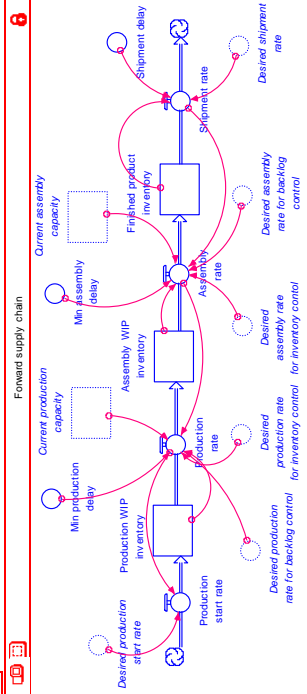 Forward supply chain
Min production
delay
Current production
capacity
Min assembly
delay
Current assembly
capacity
Shipment delay
Desired production
start rate
Production WIP
inventory
Assembly WIP
inventory
Finished product
inventory
Production
start rate
production
rate
Assembly
rate
Shipment rate
Desired production
rate for backlog control
Desired
production rate
for inventory control
Desired
assembly rate
for inventory contol
Desired assembly
rate for backlog
control
Desired shipment
rate